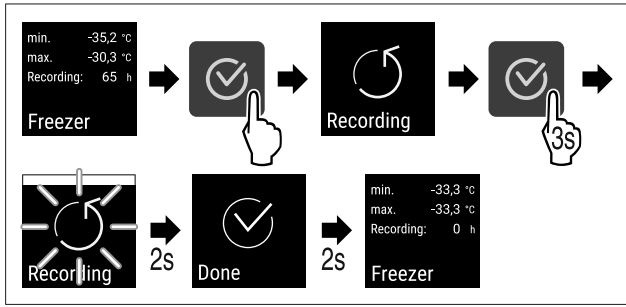 min. -35,2 °C
max. -30,3 °C
Recording: 65 h
Freezer
Recording
3s
Recording
2s
Done
2s
min. -33,3 °C
max. -33,3 °C
Recording: 0 h
Freezer